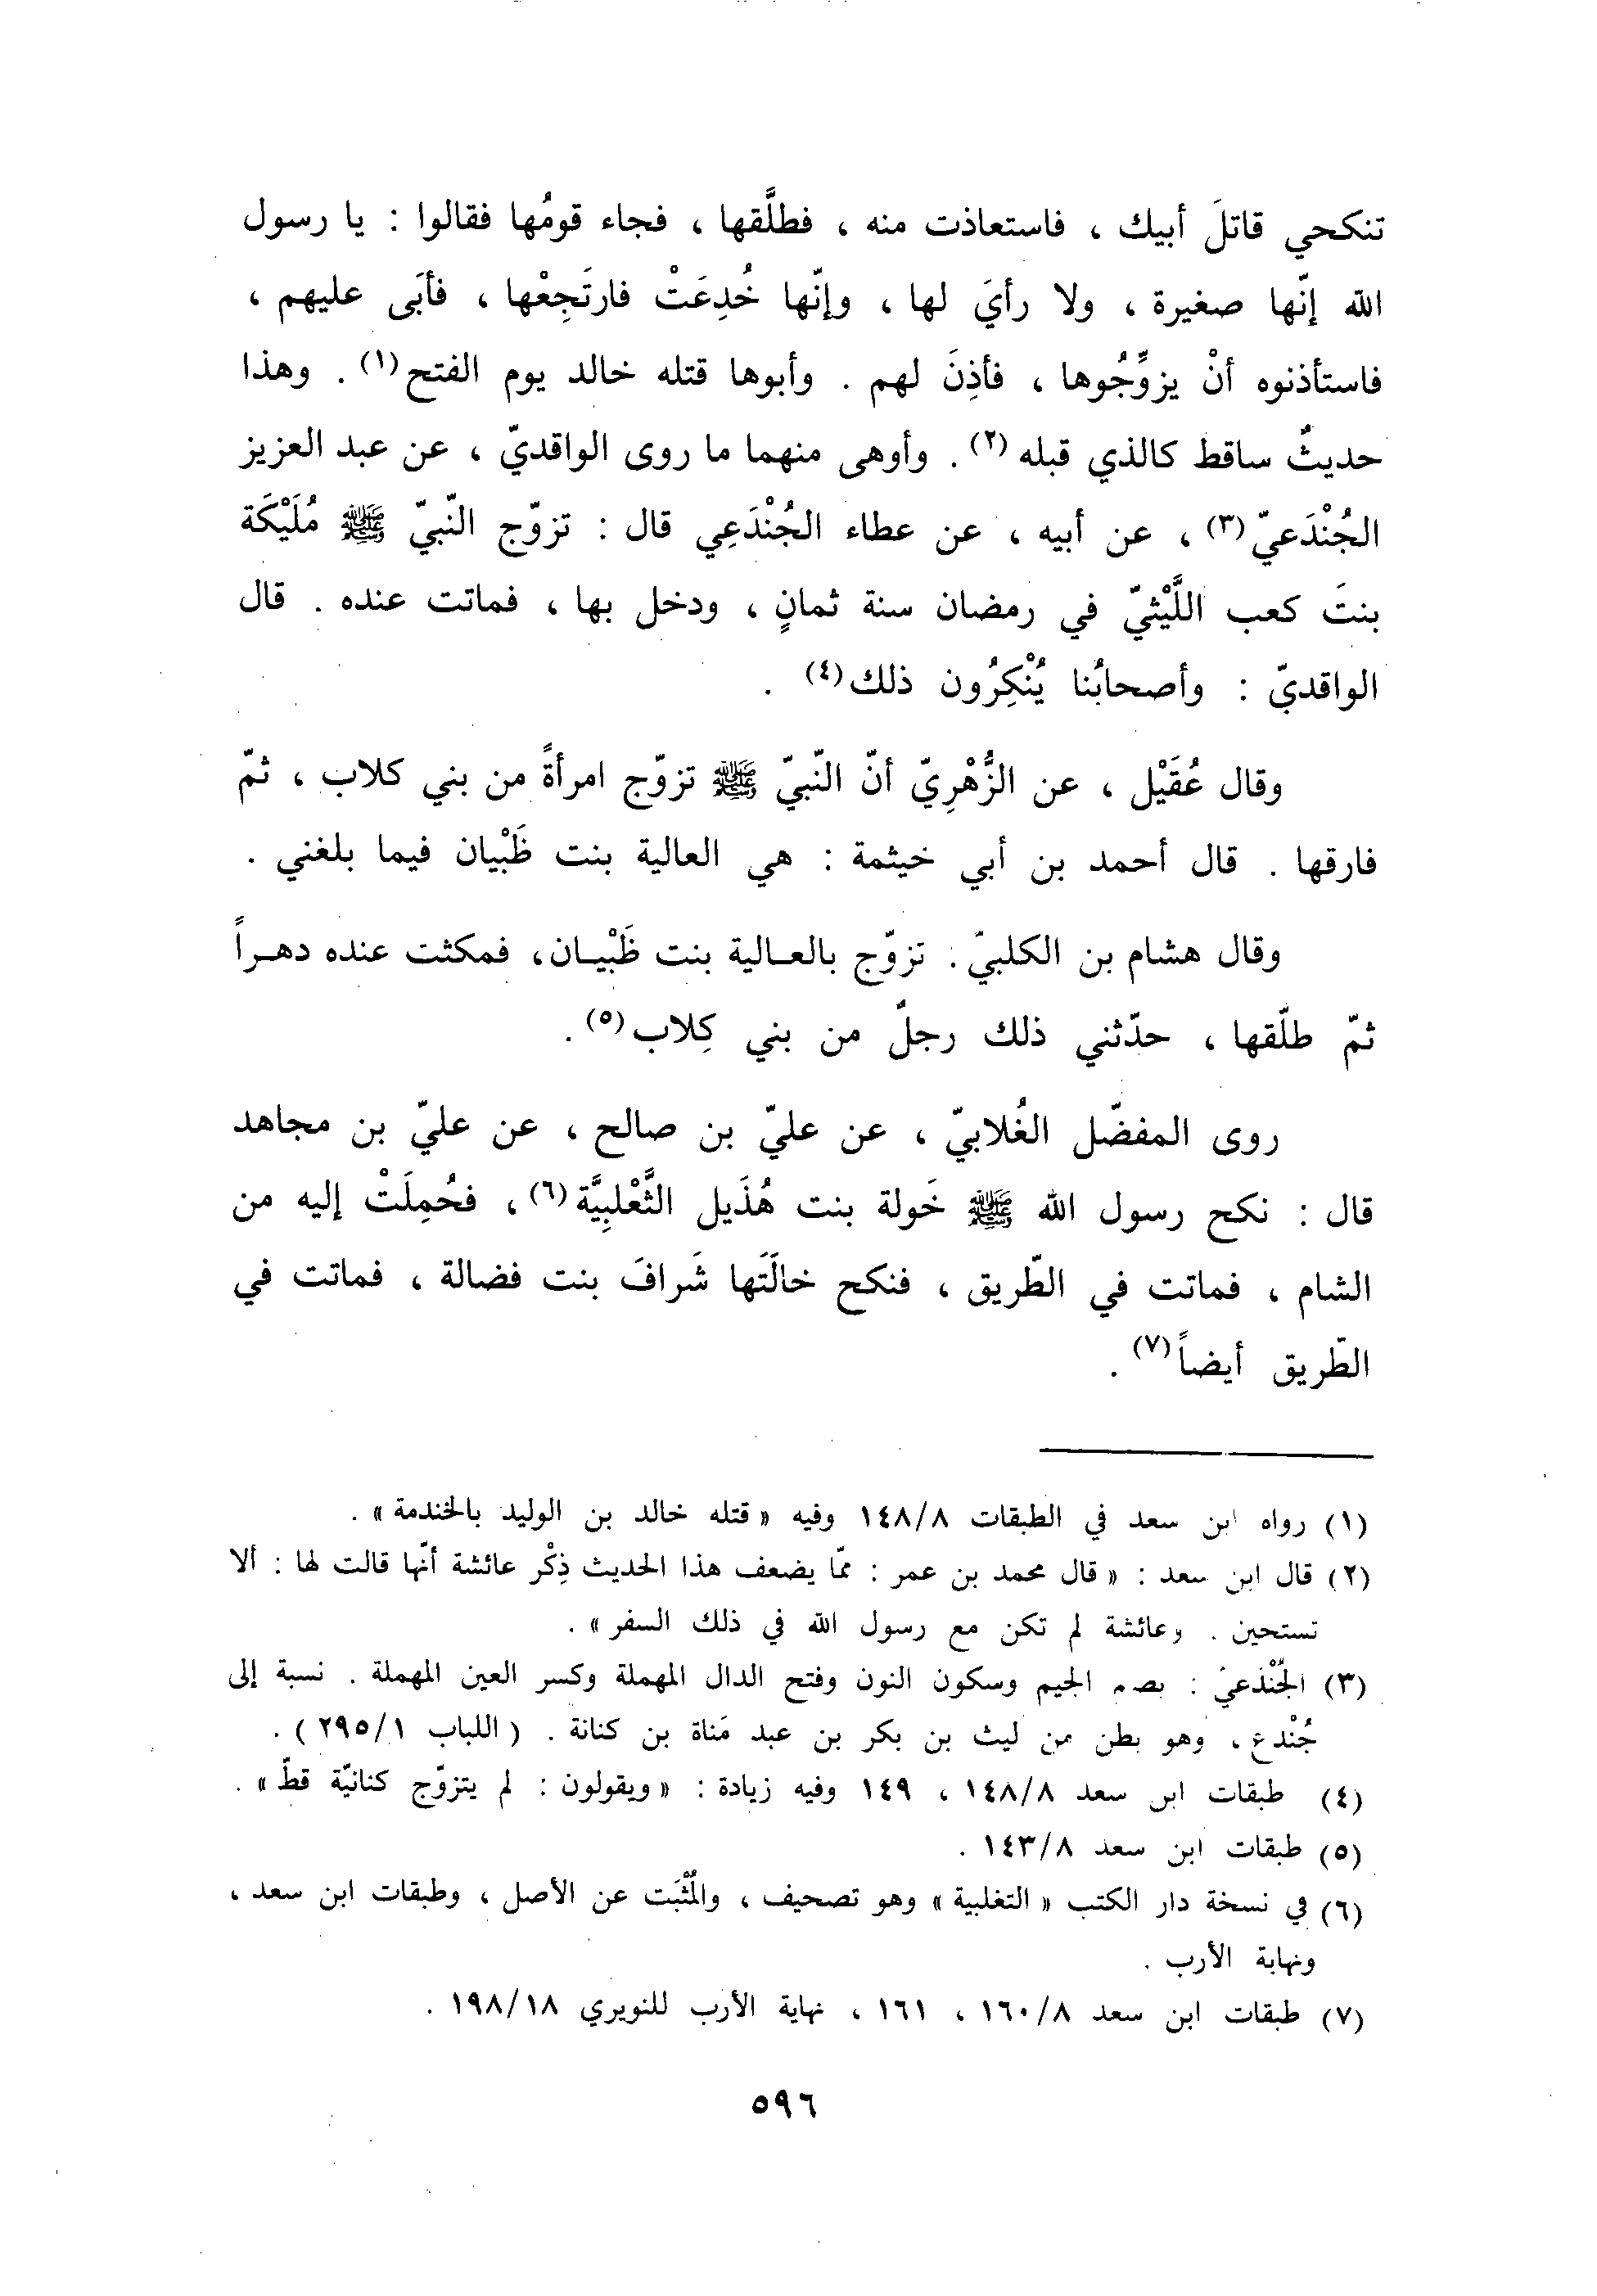 تنكحي قاتلَ أبيك ، فاستعاذت منه ، فطلَّقها ، فجاء قومُها فقالوا : يا رسول
الله إنّها صغيرة ، ولا رأيَ لها ، وإنّها خُدِعَتْ فارتَجِعْها ، فأبَى عليهم ،
فاستأذنوه أنْ يزوِّجُوها ، فأذِنَ لهم . وأبوها قتله خالد يوم الفتح(١) . وهذا
حديثٌ ساقط كالذي قبله (٢) . وأوهى منهما ما روى الواقديّ ، عن عبد العزيز
الجُنْدَعيّ(٣) ، عن أبيه ، عن عطاء الجُنْدَعِي قال : تزوّج النّبيّ ﷺ مُلَيْكَة
بنتَ كعب اللَّيْثيّ في رمضان سنة ثمانٍ ، ودخل بها ، فماتت عنده . قال
الواقديّ : وأصحابُنا يُنْكِرُون ذلك(٤) .
وقال عُقَيْل ، عن الزُّهْرِيّ أنّ النّبيّ ﷺ تزوّج امرأةً من بني كلاب ، ثمّ
فارقها . قال أحمد بن أبي خيثمة : هي العالية بنت ظَبْيان فيما بلغني .
وقال هشام بن الكلبيّ : تزوّج بالعالية بنت ظَبْيان، فمكثت عنده دهراً
ثمّ طلّقها ، حدّثني ذلك رجلٌ من بني كِلاب(٥) .
روى المفضّل الغُلابيّ ، عن عليّ بن صالح ، عن عليّ بن مجاهد
قال : نكح رسول الله ﷺ خَولة بنت هُذَيل الثَّعْلبِيَّة(٦) ، فحُمِلَتْ إليه من
الشام ، فماتت في الطّريق ، فنكح خالَتَها شَرافَ بنت فضالة ، فماتت في
الطّريق أيضاً(٧) .
(١) رواه ابن سعد في الطبقات ١٤٨/٨ وفيه « قتله خالد بن الوليد بالخندمة » .
(٢) قال ابن سعد : « قال محمد بن عمر : ممّا يضعف هذا الحديث ذِكْر عائشة أنّها قالت لها : ألا
تستحين . وعائشة لم تكن مع رسول الله في ذلك السفر » .
(٣) الجُنْدَعيّ : بضم الجيم وسكون النون وفتح الدال المهملة وكسر العين المهملة . نسبة إلى
جُنْدع ، وهو بطن من ليث بن بكر بن عبد مَناة بن كنانة . ( اللباب ٢٩٥/١ ) .
(٤) طبقات ابن سعد ١٤٨/٨ ، ١٤٩ وفيه زيادة : « ويقولون : لم يتزوّج كنانيّة قطّ » .
(٥) طبقات ابن سعد ١٤٣/٨ .
(٦) في نسخة دار الكتب « التغلبية » وهو تصحيف ، والمُثْبَت عن الأصل ، وطبقات ابن سعد ،
ونهاية الأرب .
(٧) طبقات ابن سعد ١٦٠/٨ ، ١٦١ ، نهاية الأرب للنويري ١٩٨/١٨ .
٥٩٦